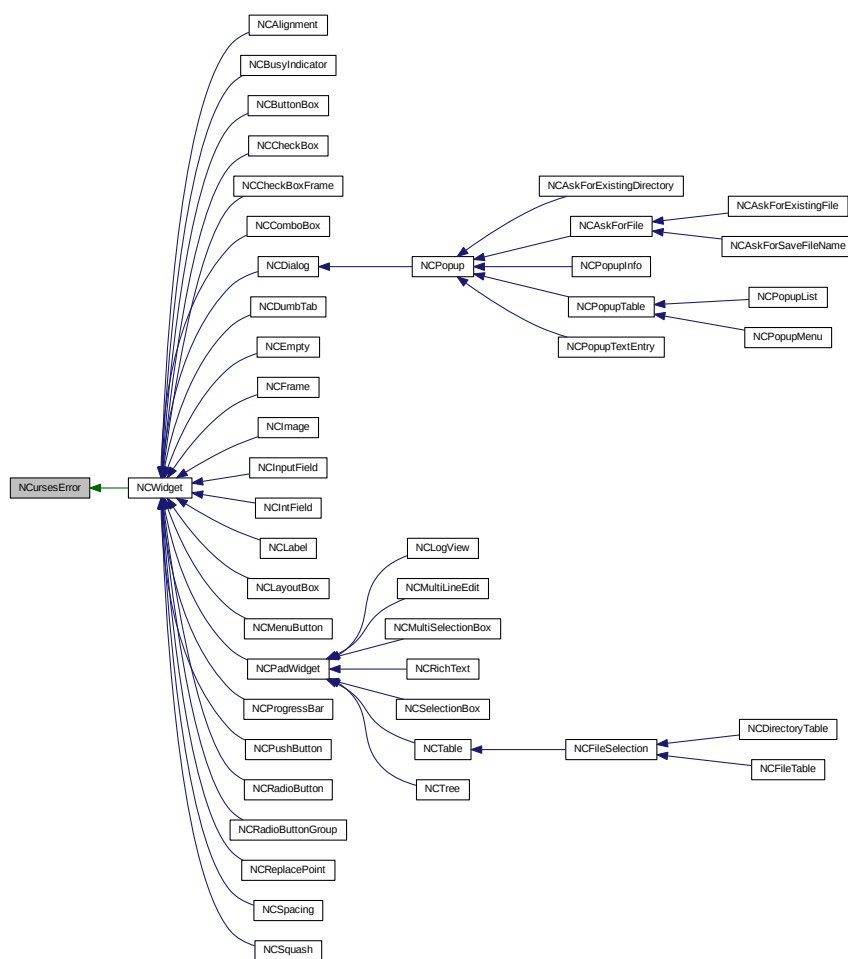 NCAlignment
NCBusyIndicator
NCButtonBox
NCCheckBox
NCCheckBoxFrame
NCComboBox
NCDialog
NCDumbTab
NCEmpty
NCFrame
NCImage
NCInputField
NCursesError
NCWidget
NCIntField
NCLabel
NCLayoutBox
NCMenuButton
NCPadWidget
NCProgressBar
NCPushButton
NCRadioButton
NCRadioButtonGroup
NCReplacePoint
NCSpacing
NCSquash
NCPopup
NCAskForExistingDirectory
NCAskForFile
NCPopupInfo
NCPopupTable
NCPopupTextEntry
NCAskForExistingFile
NCAskForSaveFileName
NCPopupList
NCPopupMenu
NCLogView
NCMultiLineEdit
NCMultiSelectionBox
NCRichText
NCSelectionBox
NCTable
NCTree
NCFileSelection
NCDirectoryTable
NCFileTable